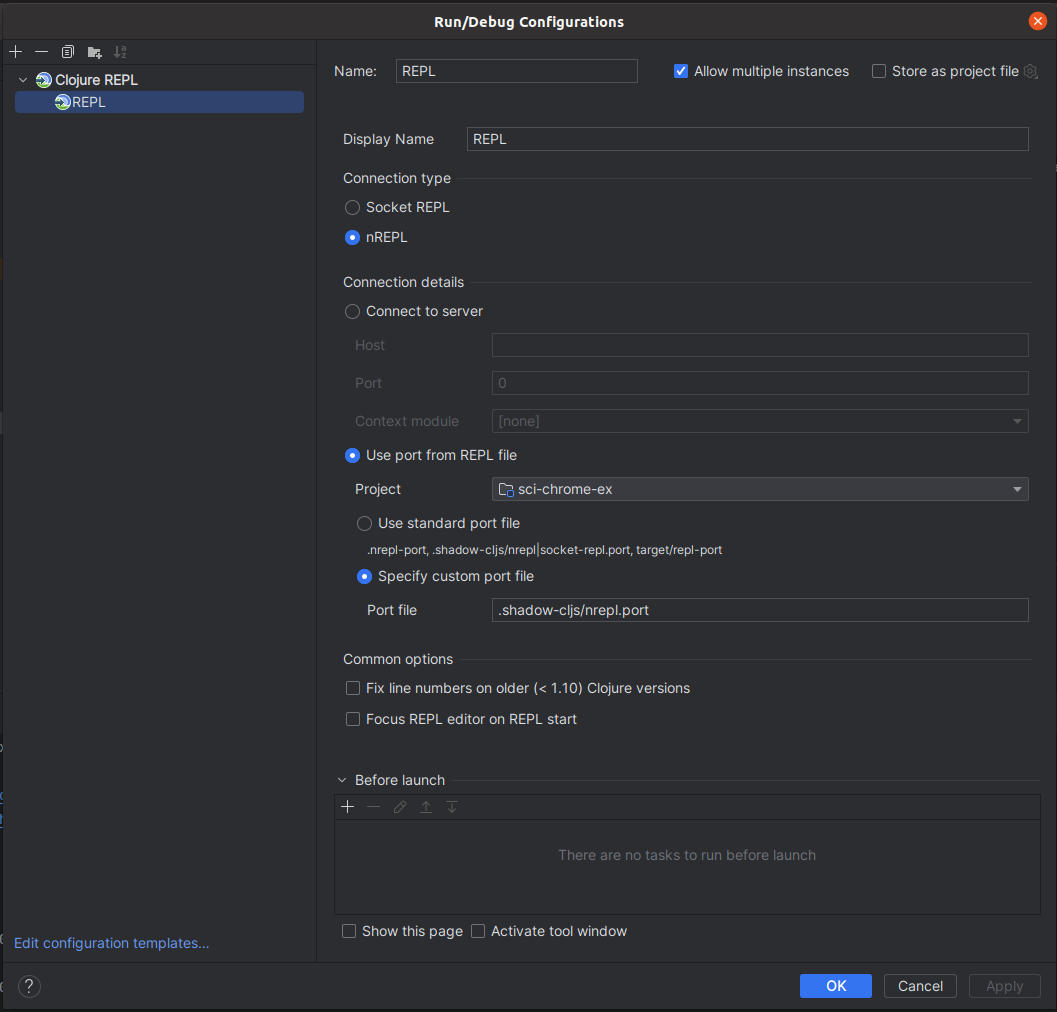 Run/Debug Configurations
Clojure REPL
REPL
Edit configuration templates...
Name: REPL Allow multiple instances Store as project file
Display Name REPL
Connection type
Socket REPL
nREPL
Connection details
Connect to server
Host
Port 0
Context module [none]
Use port from REPL file
Project sci-chrome-ex
Use standard port file
.nrepl-port, .shadow-cljs/nrepl|socket-repl.port, target/repl-port
Specify custom port file
Port file .shadow-cljs/nrepl.port
Common options
Fix line numbers on older (< 1.10) Clojure versions
Focus REPL editor on REPL start
Before launch
There are no tasks to run before launch
Show this page Activate tool window
? OK Cancel Apply